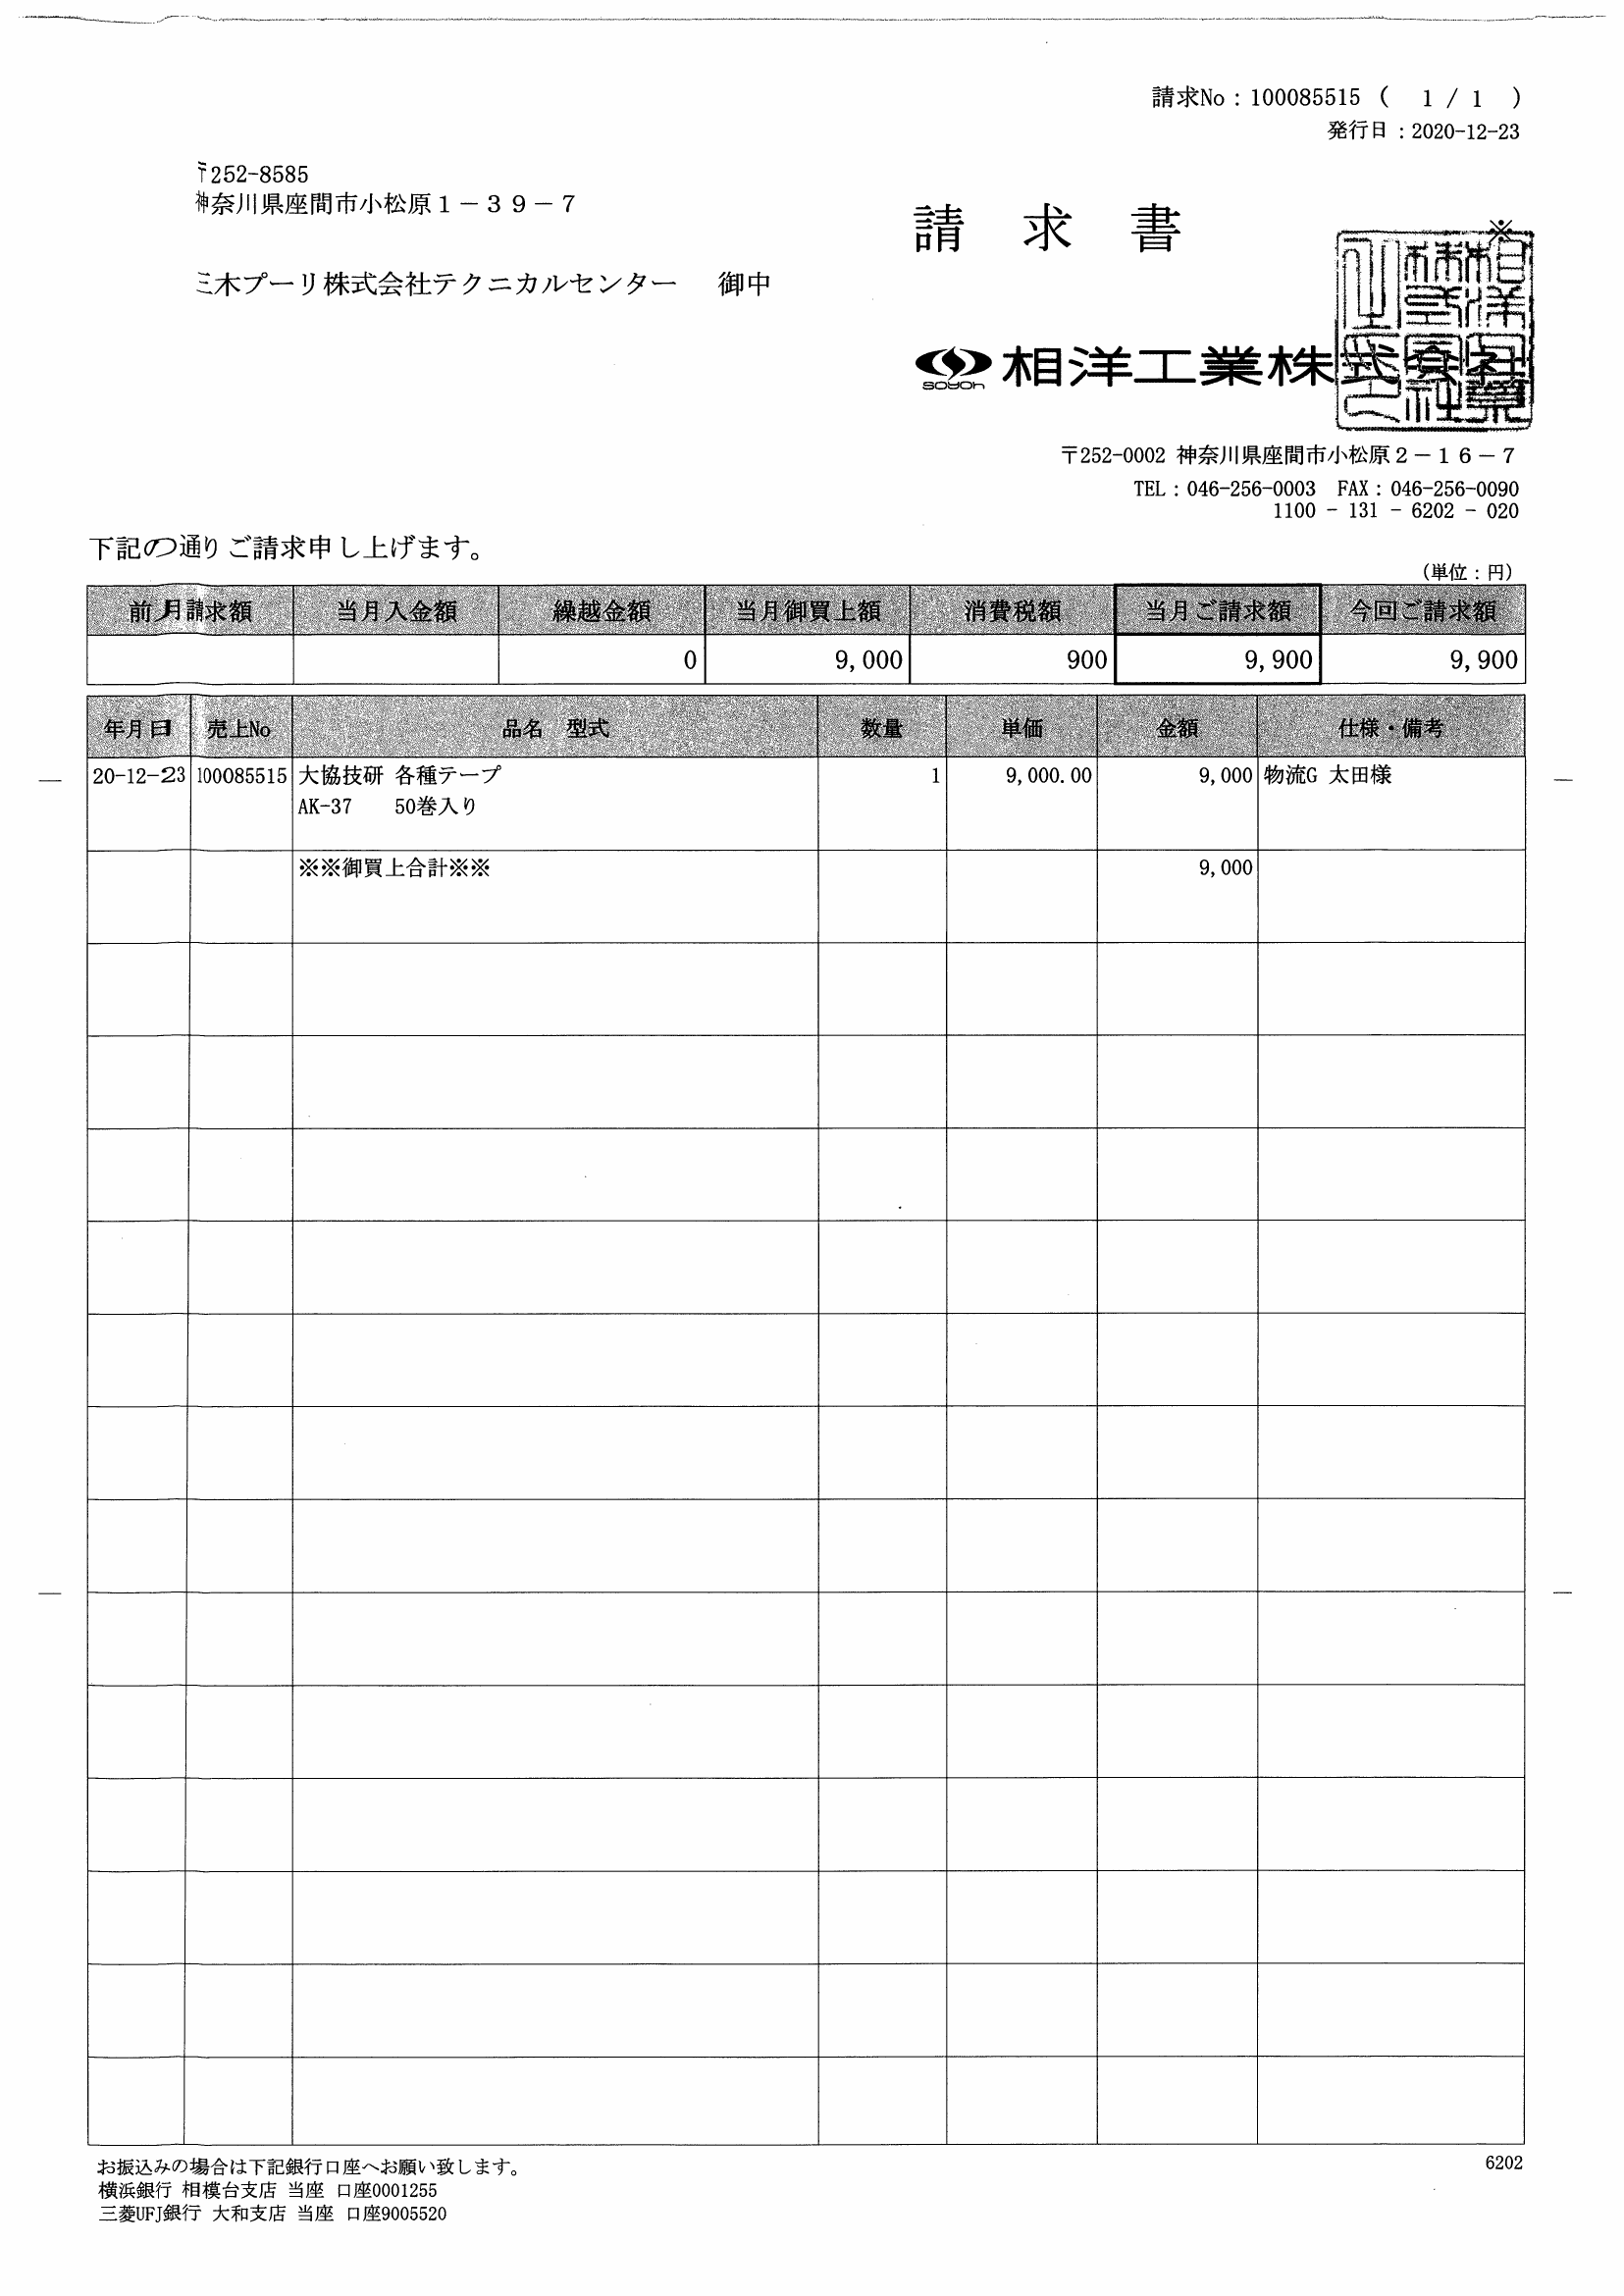 請求No：100085515 （ 1 / 1 ）
発行日：2020-12-23
〒252-8585
神奈川県座間市小松原１－３９－７
請 求 書
※
三木プーリ株式会社テクニカルセンター 御中
soyoh 相洋工業株式会社
〒252-0002 神奈川県座間市小松原２－１６－７
TEL：046-256-0003 FAX：046-256-0090
1100 - 131 - 6202 - 020
下記の通りご請求申し上げます。
（単位：円）
前月請求額 当月入金額 繰越金額 当月御買上額 消費税額 当月ご請求額 今回ご請求額
0 9,000 900 9,900 9,900
年月日 売上No 品名 型式 数量 単価 金額 仕様・備考
20-12-23 100085515 大協技研 各種テープ 1 9,000.00 9,000 物流G 太田様
AK-37 50巻入り
※※御買上合計※※ 9,000
お振込みの場合は下記銀行口座へお願い致します。 6202
横浜銀行 相模台支店 当座 口座0001255
三菱UFJ銀行 大和支店 当座 口座9005520